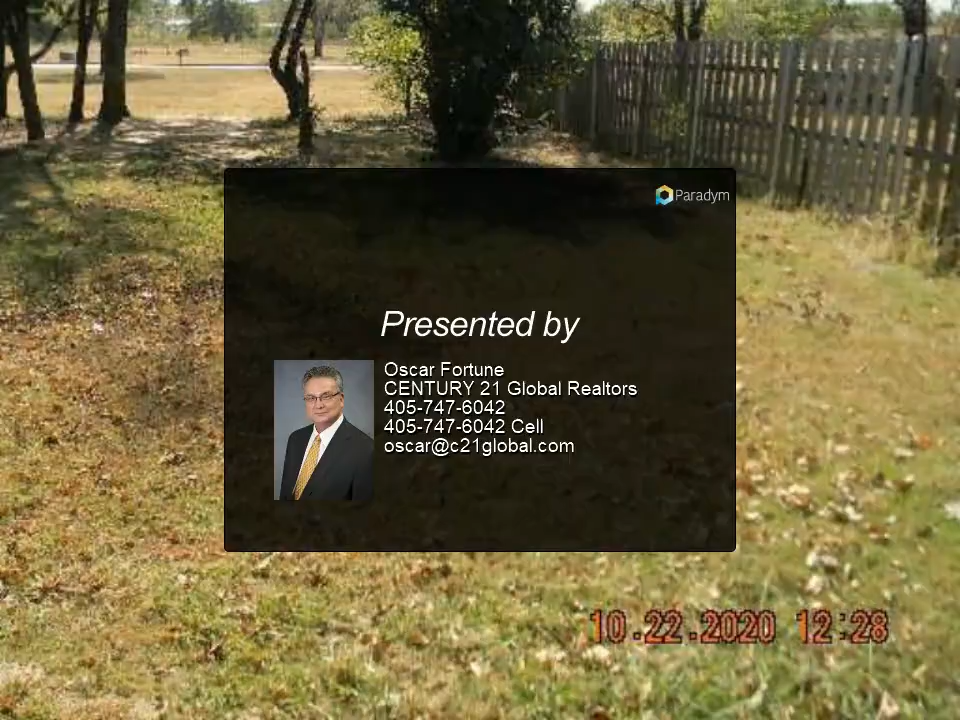 Paradym
Presented by
Oscar Fortune
CENTURY 21 Global Realtors
405-747-6042
405-747-6042 Cell
oscar@c21global.com
10.22.2020 12:28